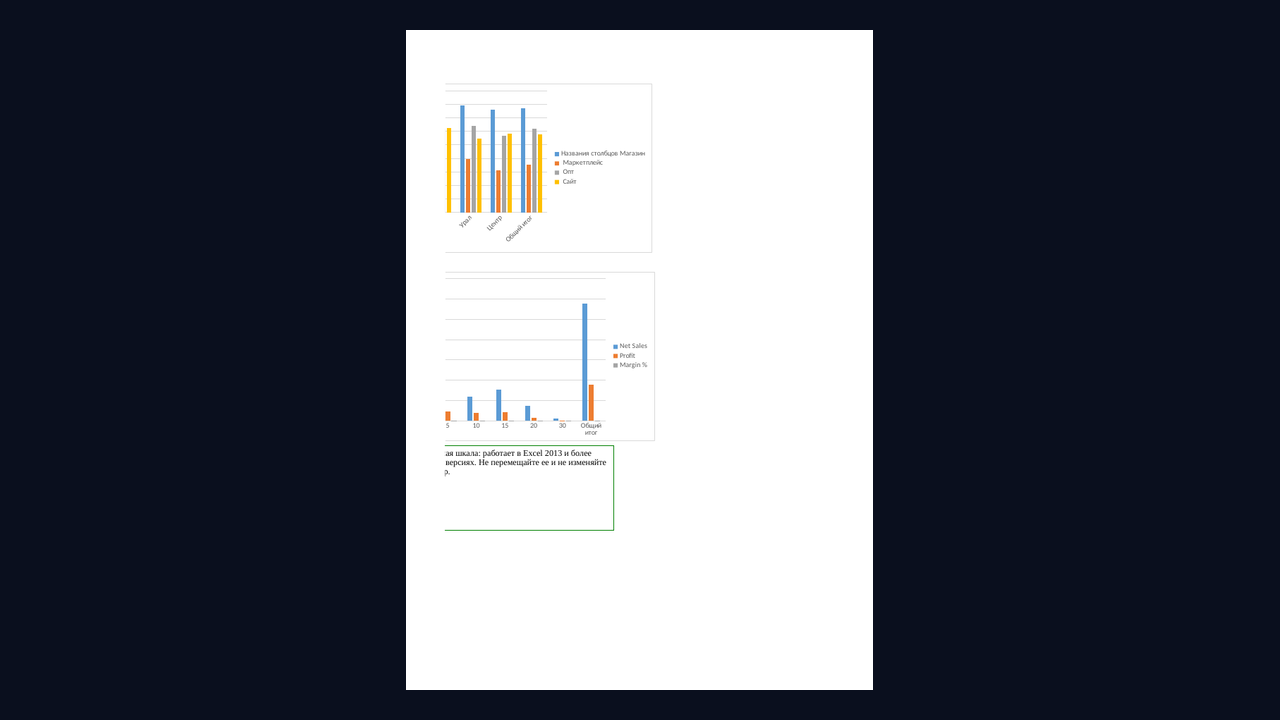 Названия столбцов Магазин
Маркетплейс
Опт
Сайт
Урал
Центр
Общий итог
Net Sales
Profit
Margin %
5
10
15
20
30
Общий
итог
ая шкала: работает в Excel 2013 и более
версиях. Не перемещайте ее и не изменяйте
р.